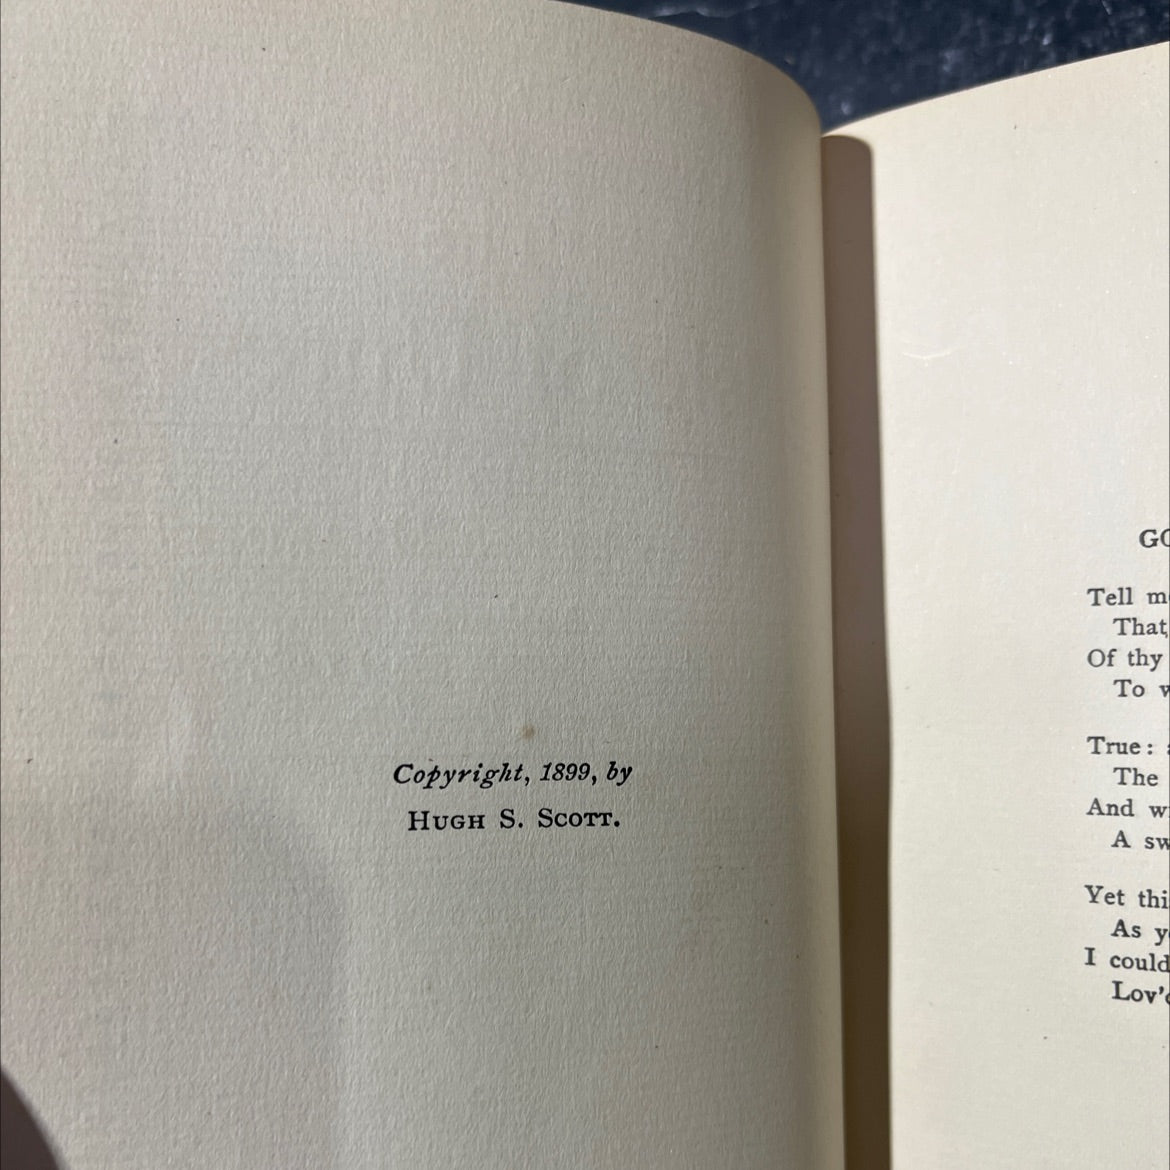 Copyright, 1899, by
HUGH S. SCOTT.
GO
Tell m
That,
Of thy
To w
True:
The
And w
A sw
Yet thi
As y
I could
Lov'd